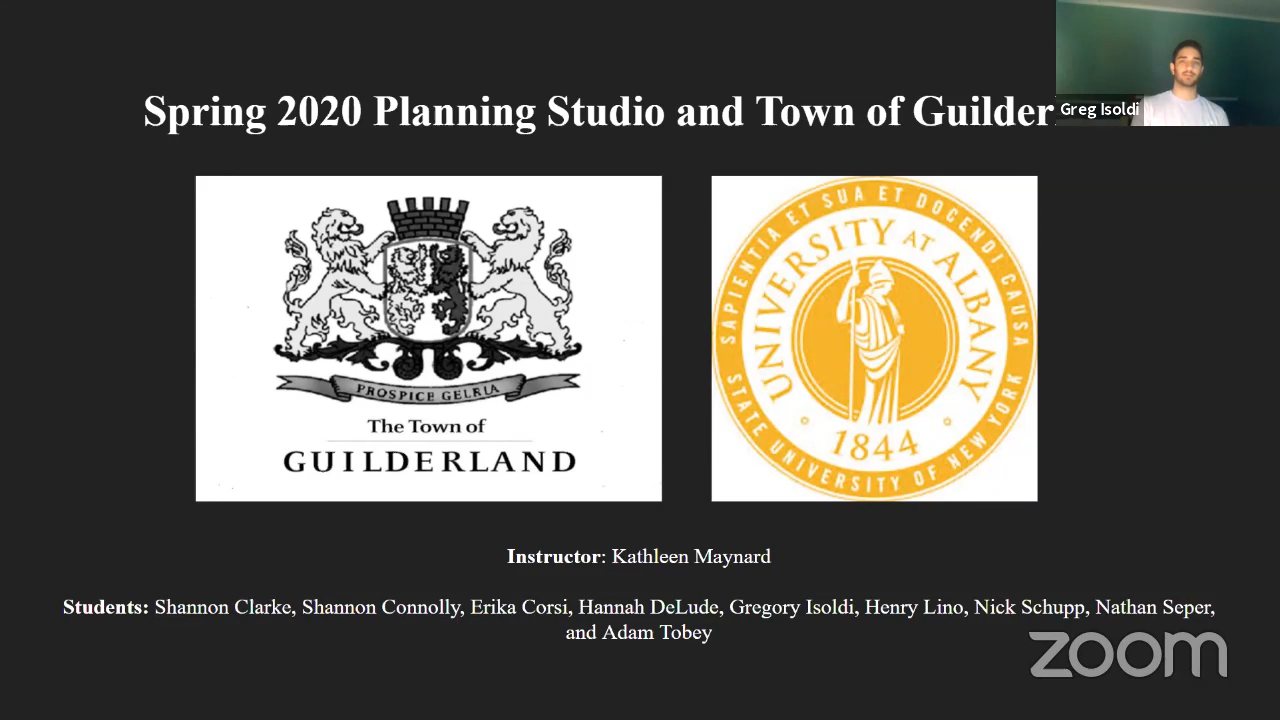 Spring 2020 Planning Studio and Town of Guilder
Greg Isoldi
PROSPICE GELRIA
The Town of
GUILDERLAND
SAPIENTIA ET SUA ET DOCENDI CAUSA
UNIVERSITY AT ALBANY
1844
STATE UNIVERSITY OF NEW YORK
Instructor: Kathleen Maynard
Students: Shannon Clarke, Shannon Connolly, Erika Corsi, Hannah DeLude, Gregory Isoldi, Henry Lino, Nick Schupp, Nathan Seper,
and Adam Tobey
zoom